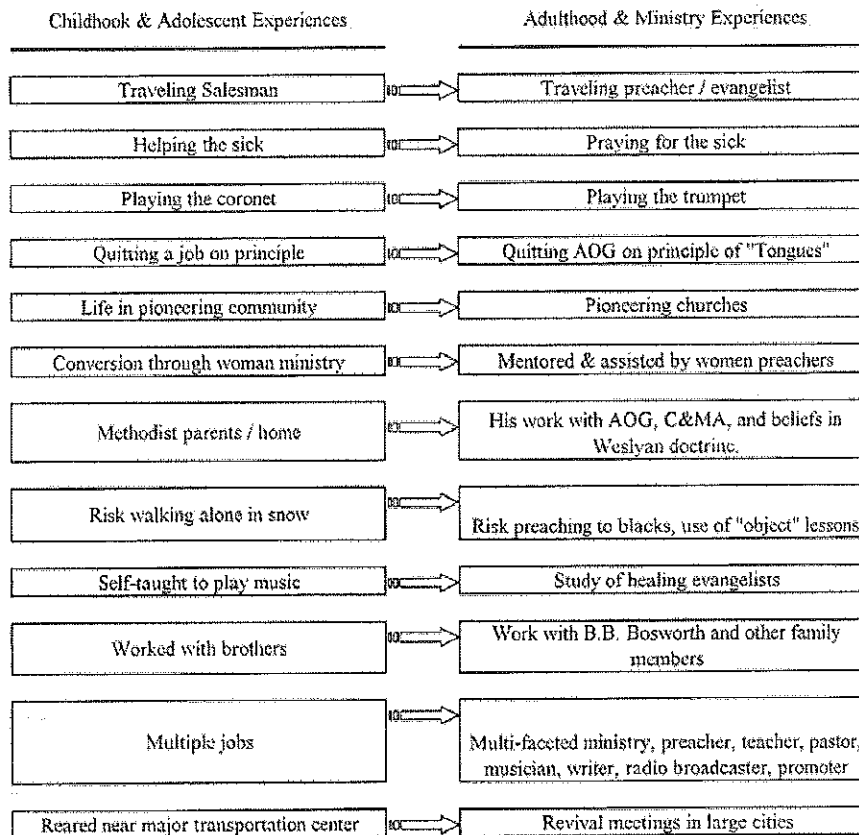 Childhook & Adolescent Experiences
Adulthood & Ministry Experiences
Traveling Salesman
Traveling preacher / evangelist
Helping the sick
Praying for the sick
Playing the coronet
Playing the trumpet
Quitting a job on principle
Quitting AOG on principle of "Tongues"
Life in pioneering community
Pioneering churches
Conversion through woman ministry
Mentored & assisted by women preachers
Methodist parents / home
His work with AOG, C&MA, and beliefs in
Weslyan doctrine.
Risk walking alone in snow
Risk preaching to blacks, use of "object" lessons
Self-taught to play music
Study of healing evangelists
Worked with brothers
Work with B.B. Bosworth and other family
members
Multiple jobs
Multi-faceted ministry, preacher, teacher, pastor,
musician, writer, radio broadcaster, promoter
Reared near major transportation center
Revival meetings in large cities